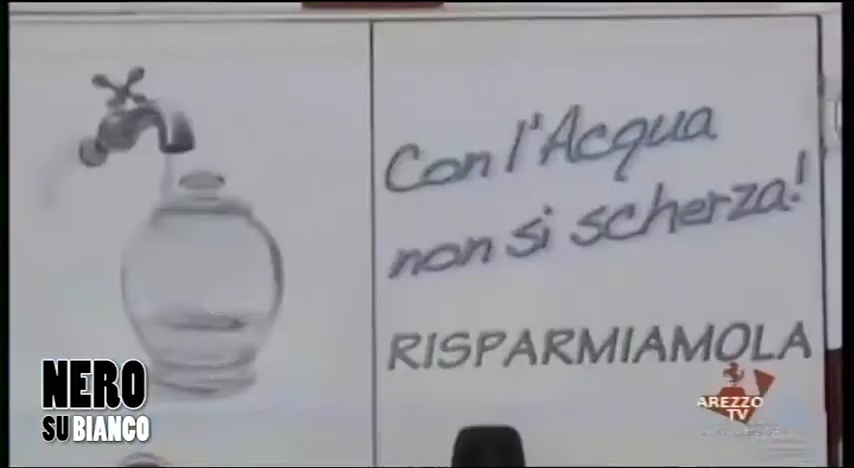 Con l'Acqua
non si scherza!
RISPARMIAMOLA
NERO
SU BIANCO
AREZZO
TV